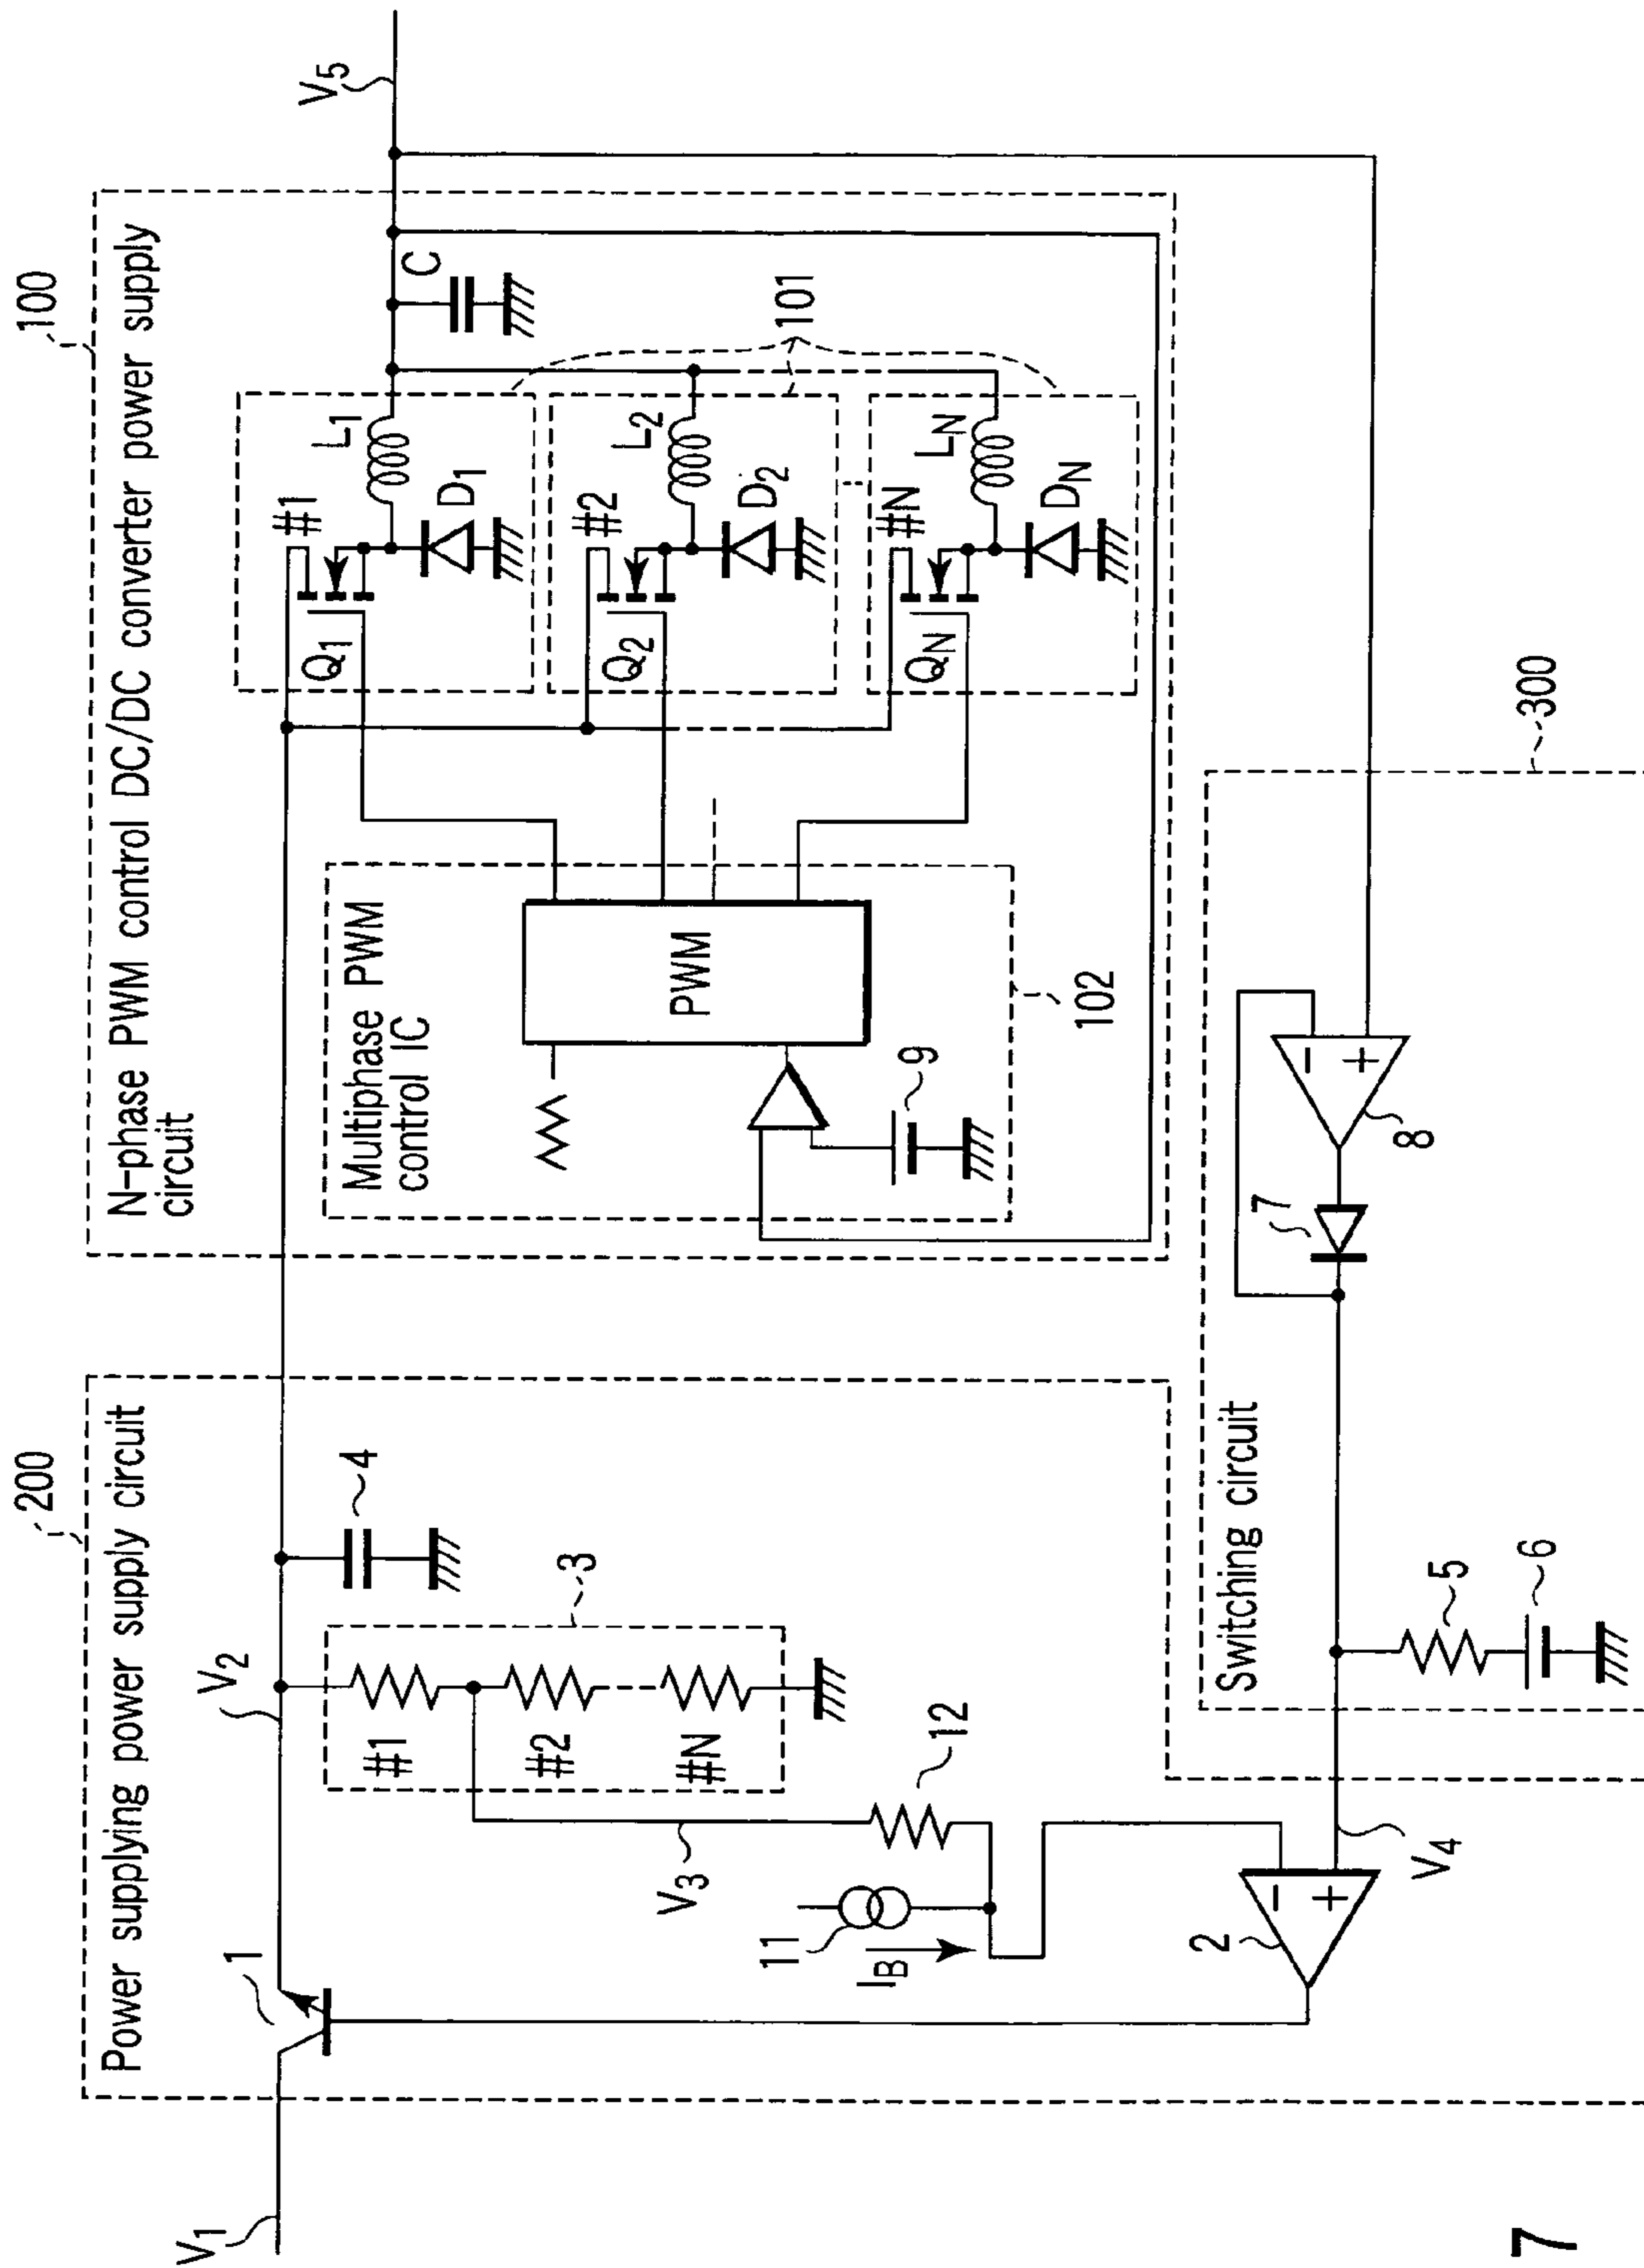 100
N-phase PWM control DC/DC converter power supply
circuit
200
Power supplying power supply circuit
V5
C
101
#1
L1
Q1
D1
#2
L2
Q2
D2
#N
LN
QN
DN
Multiphase PWM
control IC
PWM
102
9
V1
1
V2
4
3
#1
#2
#N
V3
12
11
IB
2
−
+
V4
300
Switching circuit
5
6
7
8
−
+
7